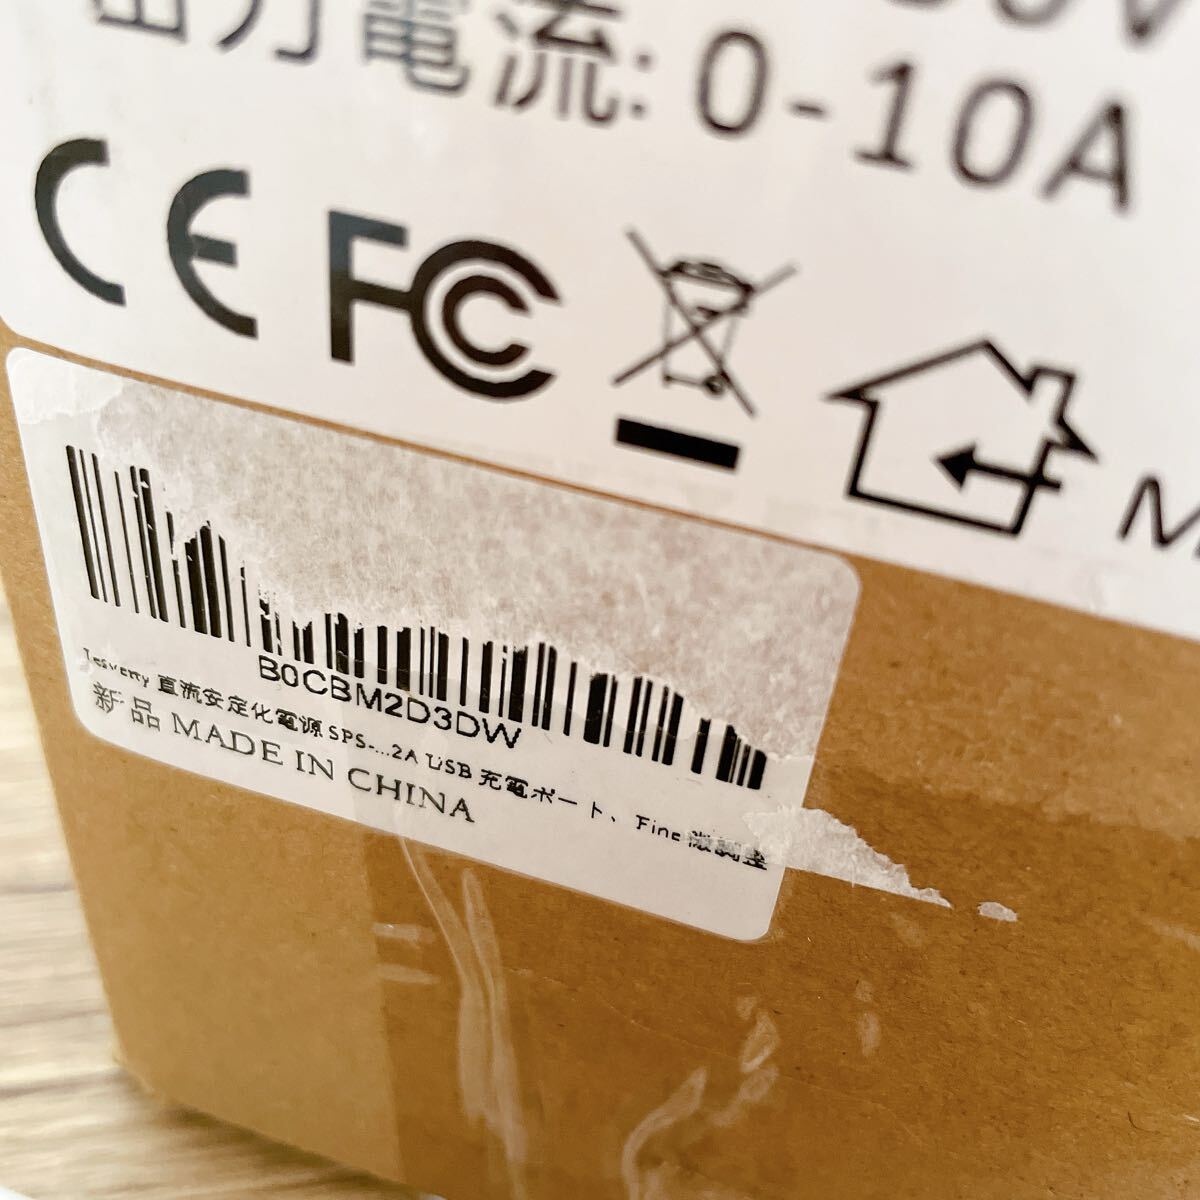 出力電流: 0-10A
CE FC
M
B0CBM2D3DW
Tesverty 直流安定化電源 SPS-...2A USB 充電ポート、 Fine 微調整
新品 MADE IN CHINA